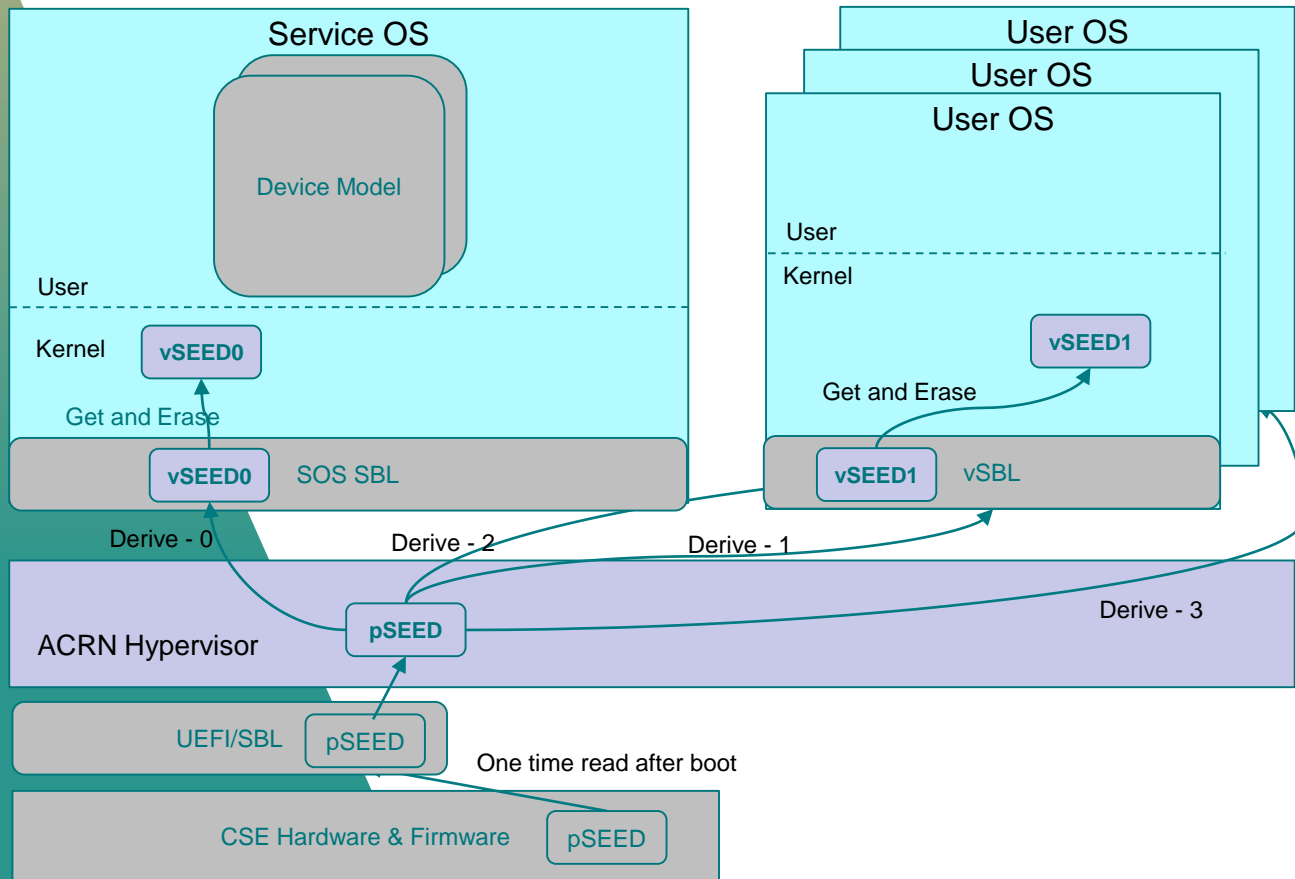 Service OS
Device Model
User
Kernel
vSEED0
Get and Erase
vSEED0
SOS SBL
User OS
User OS
User OS
User
Kernel
vSEED1
Get and Erase
vSEED1
vSBL
Derive - 0
Derive - 2
Derive - 1
Derive - 3
pSEED
ACRN Hypervisor
UEFI/SBL
pSEED
One time read after boot
CSE Hardware & Firmware
pSEED